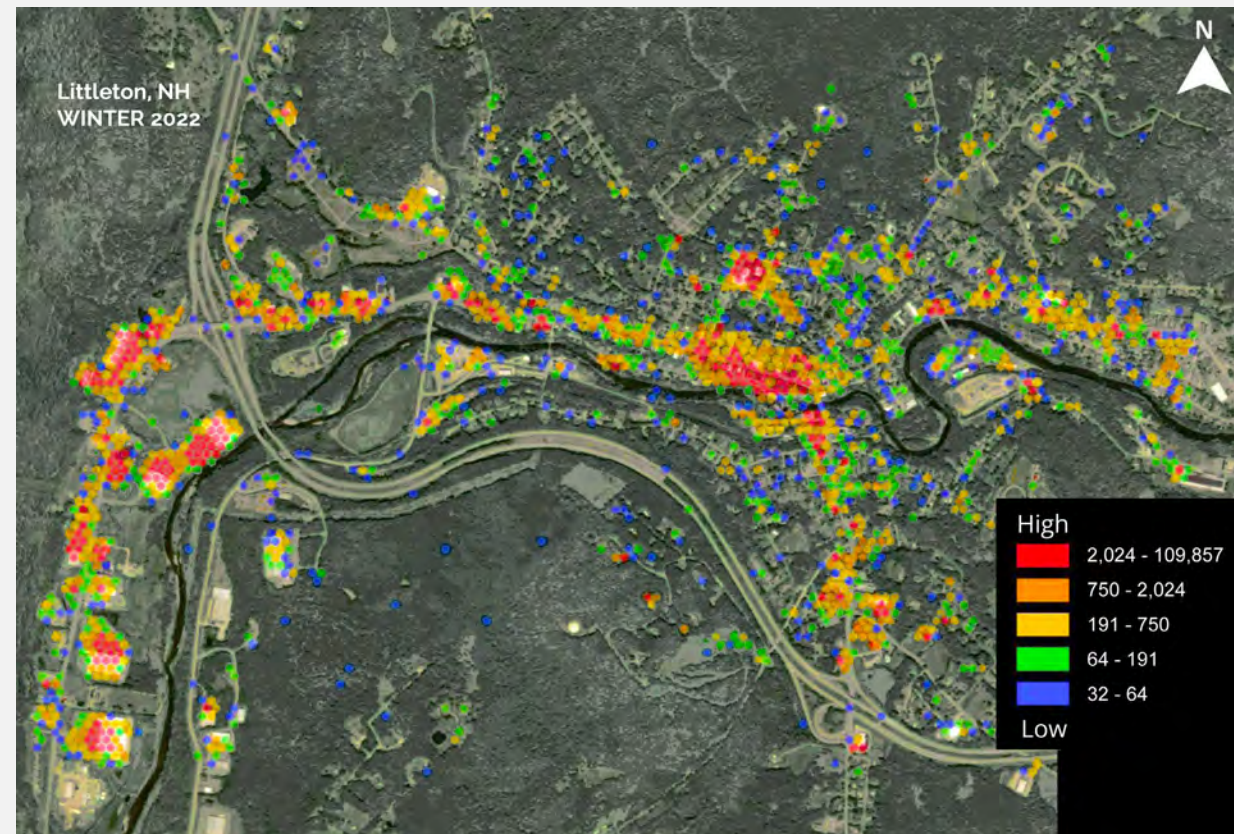 N
Littleton, NH
WINTER 2022
High
2,024 - 109,857
750 - 2,024
191 - 750
64 - 191
32 - 64
Low